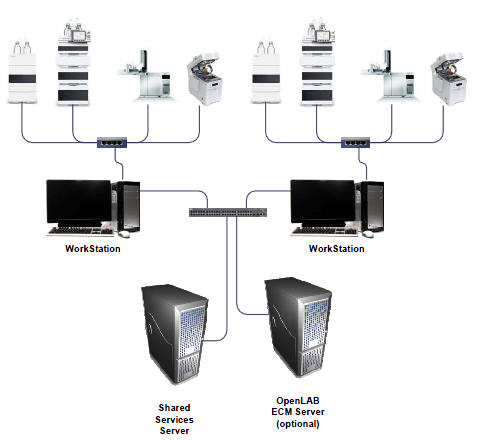 WorkStation
WorkStation
Shared
Services
Server
OpenLAB
ECM Server
(optional)